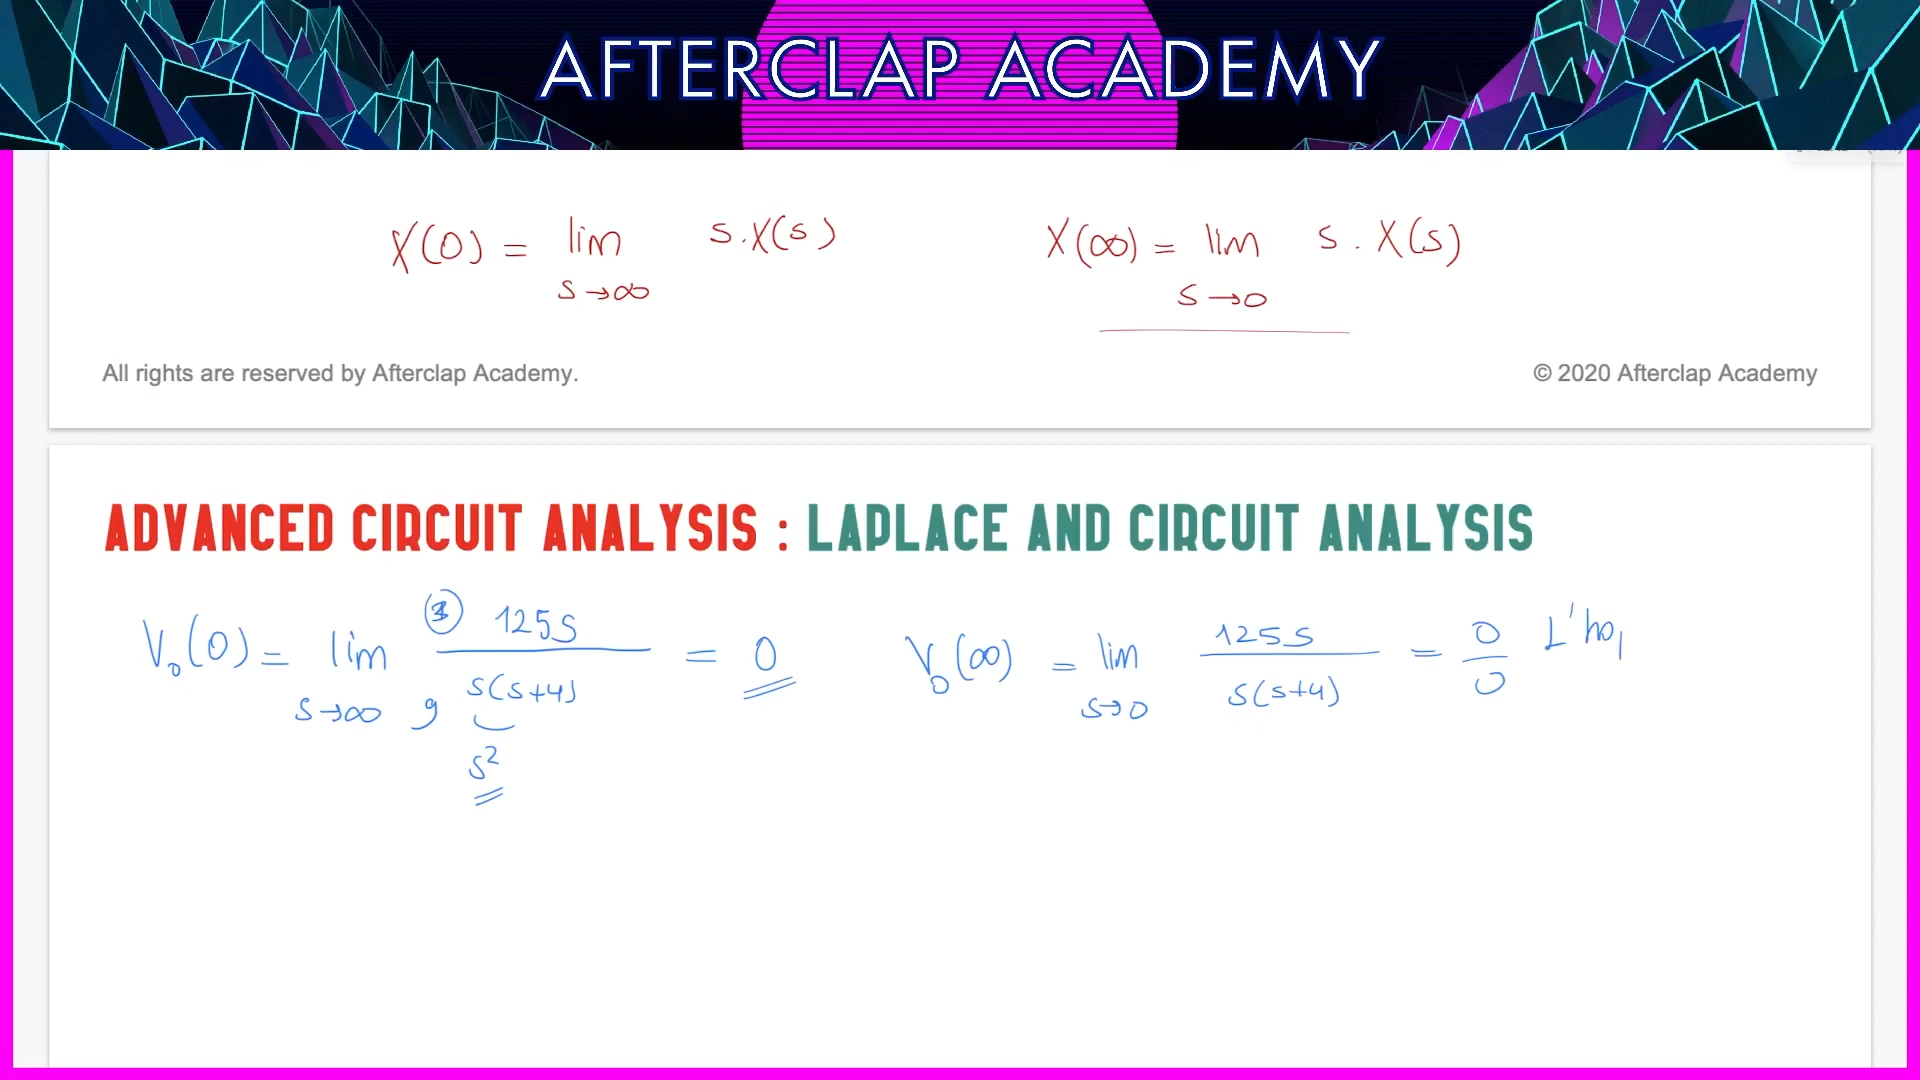 AFTERCLAP ACADEMY
X(0) = lim s→∞ s.X(s)
X(∞) = lim s→0 s.X(s)
All rights are reserved by Afterclap Academy.
© 2020 Afterclap Academy
ADVANCED CIRCUIT ANALYSIS : LAPLACE AND CIRCUIT ANALYSIS
V₀(0) = lim s→∞ 125s / s(s+4) = 0
s²
V₀(∞) = lim s→0 125s / s(s+4) = 0/0 L'ho